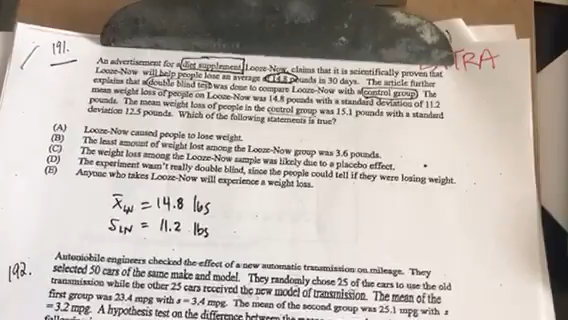 191.
EXTRA
An advertisement for a diet supplement, Looze-Now, claims that it is scientifically proven that
Looze-Now will help people lose an average of 14.8 pounds in 30 days. The article further
explains that a double blind test was done to compare Looze-Now with a control group. The
mean weight loss of people on Looze-Now was 14.8 pounds with a standard deviation of 11.2
pounds. The mean weight loss of people in the control group was 15.1 pounds with a standard
deviation 12.5 pounds. Which of the following statements is true?
(A) Looze-Now caused people to lose weight.
(B) The least amount of weight lost among the Looze-Now group was 3.6 pounds.
(C) The weight loss among the Looze-Now sample was likely due to a placebo effect.
(D) The experiment wasn't really double blind, since the people could tell if they were losing weight.
(E) Anyone who takes Looze-Now will experience a weight loss.
x̄LN = 14.8 lbs
SLN = 11.2 lbs
192.
Automobile engineers checked the effect of a new automatic transmission on mileage. They
selected 50 cars of the same make and model. They randomly chose 25 of the cars to use the old
transmission while the other 25 cars received the new model of transmission. The mean of the
first group was 23.4 mpg with s = 3.4 mpg. The mean of the second group was 25.1 mpg with s
= 3.2 mpg. A hypothesis test on the difference between the